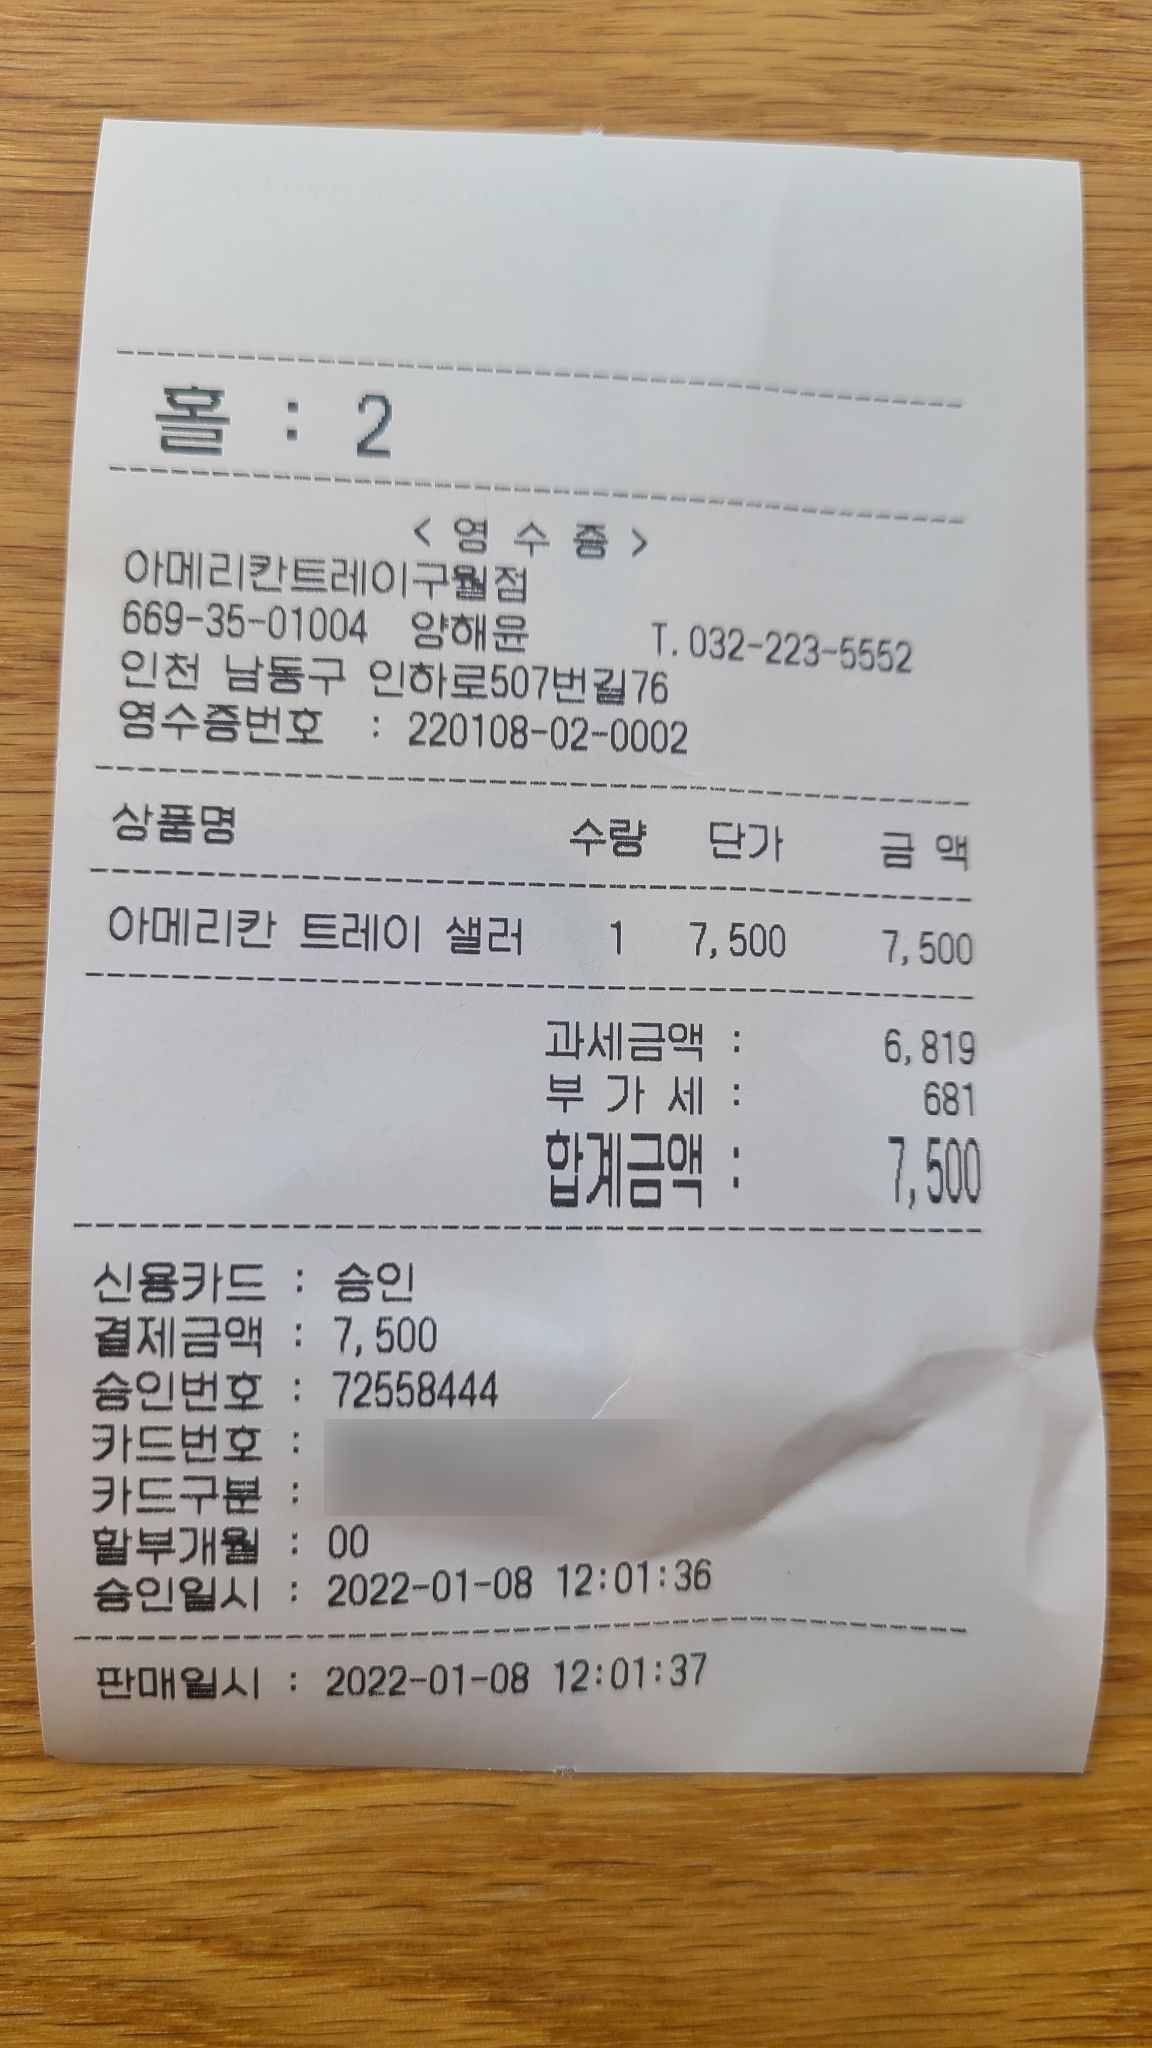 홀 : 2
< 영 수 증 >
아메리칸트레이구월점
669-35-01004 양해윤 T.032-223-5552
인천 남동구 인하로507번길76
영수증번호 : 220108-02-0002
상품명 수량 단가 금 액
아메리칸 트레이 샐러 1 7,500 7,500
과세금액 : 6,819
부 가 세 : 681
합계금액 : 7,500
신용카드 : 승인
결제금액 : 7,500
승인번호 : 72558444
카드번호 :
카드구분 :
할부개월 : 00
승인일시 : 2022-01-08 12:01:36
판매일시 : 2022-01-08 12:01:37